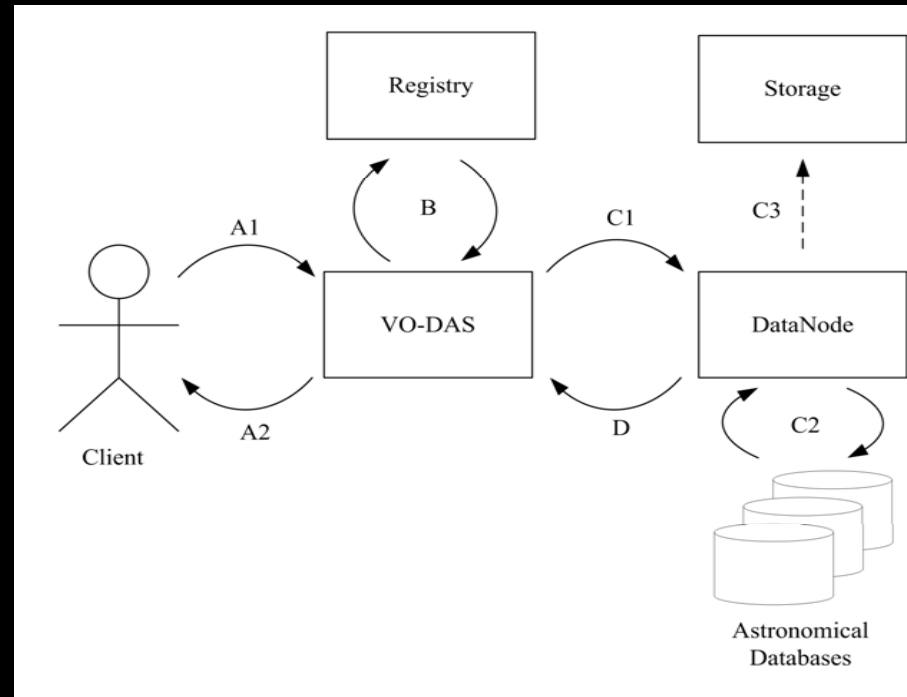 Registry
Storage
B
A1
C1
C3
VO-DAS
DataNode
A2
D
C2
Client
Astronomical
Databases